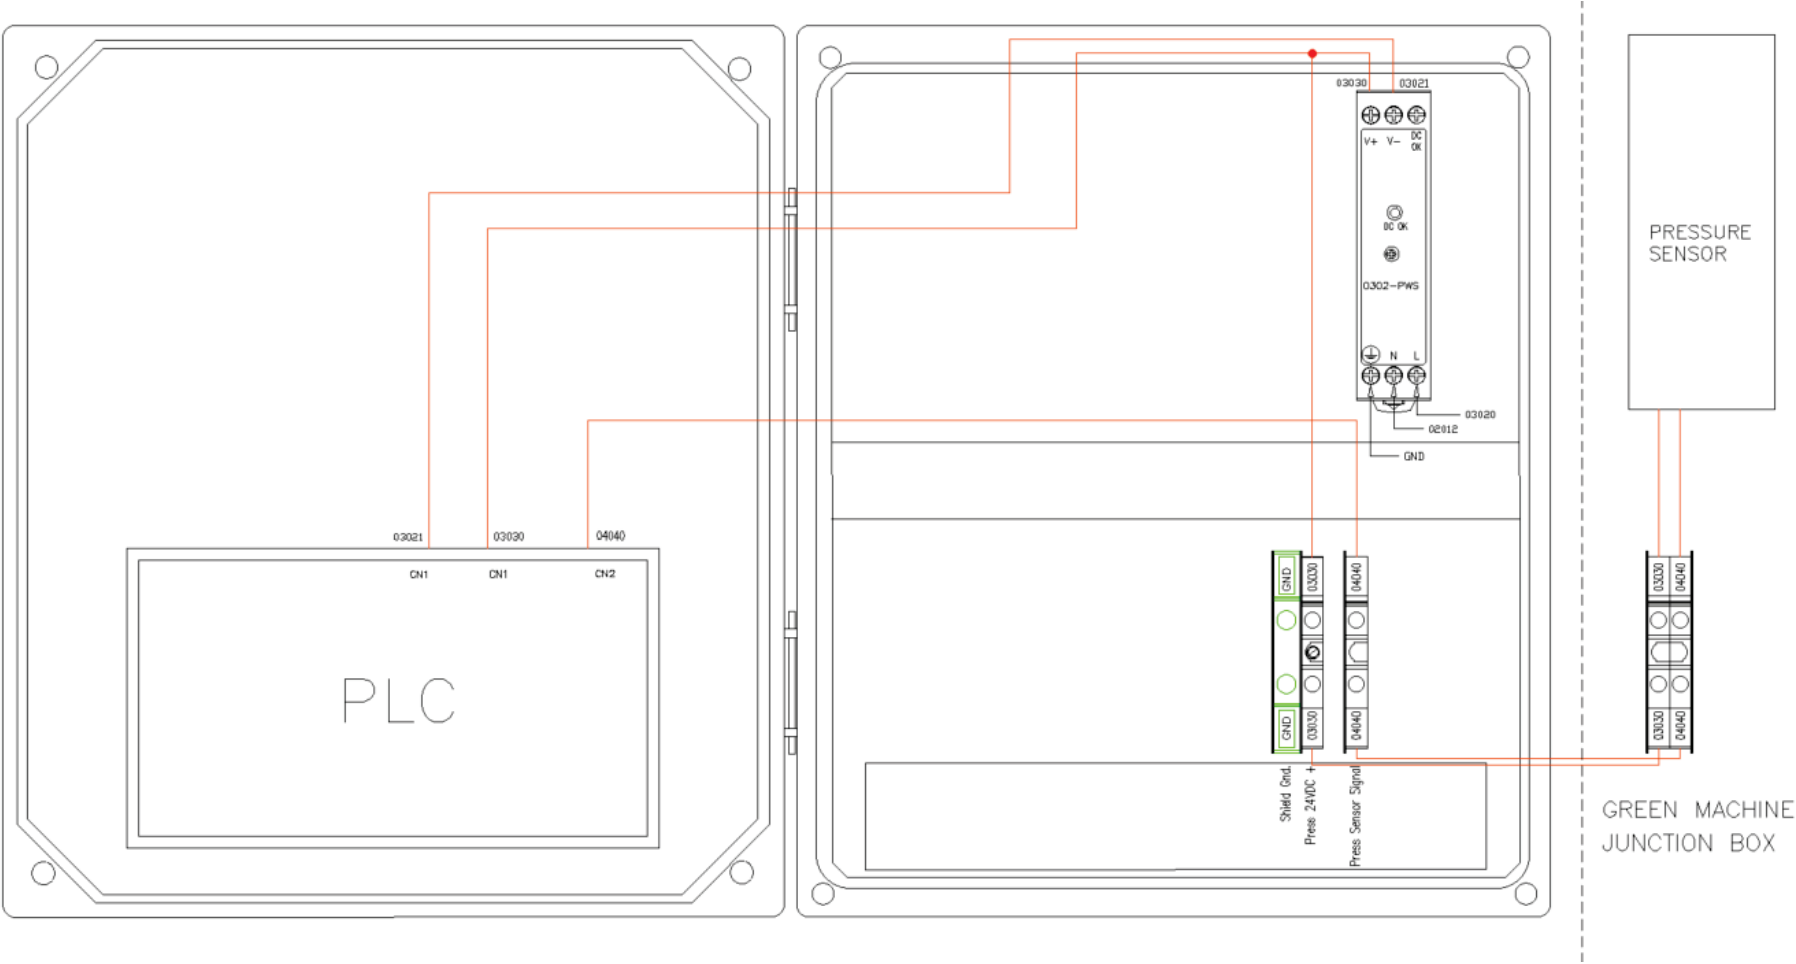 03030 03021
V+ V- DC
OK
DC OK
0302-PWS
N L
03020
02012
GND
PRESSURE
SENSOR
03021 03030 04040
CN1 CN1 CN2
PLC
GND 03030 04040
GND 03030 04040
Shield Gnd.
Press 24VDC +
Press Sensor Signal
03030 04040
03030 04040
GREEN MACHINE
JUNCTION BOX